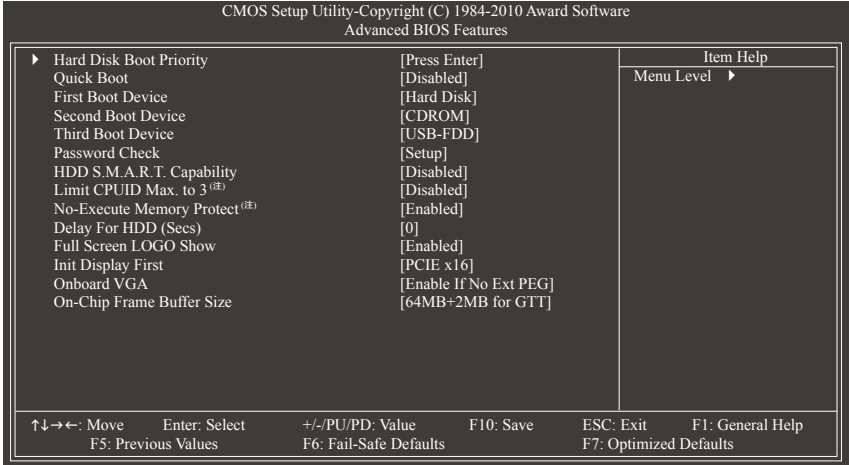 CMOS Setup Utility-Copyright (C) 1984-2010 Award Software
Advanced BIOS Features
▶ Hard Disk Boot Priority [Press Enter]
Quick Boot [Disabled]
First Boot Device [Hard Disk]
Second Boot Device [CDROM]
Third Boot Device [USB-FDD]
Password Check [Setup]
HDD S.M.A.R.T. Capability [Disabled]
Limit CPUID Max. to 3 (注) [Disabled]
No-Execute Memory Protect (注) [Enabled]
Delay For HDD (Secs) [0]
Full Screen LOGO Show [Enabled]
Init Display First [PCIE x16]
Onboard VGA [Enable If No Ext PEG]
On-Chip Frame Buffer Size [64MB+2MB for GTT]
Item Help
Menu Level ▶
↑↓→←: Move Enter: Select +/-/PU/PD: Value F10: Save ESC: Exit F1: General Help
F5: Previous Values F6: Fail-Safe Defaults F7: Optimized Defaults